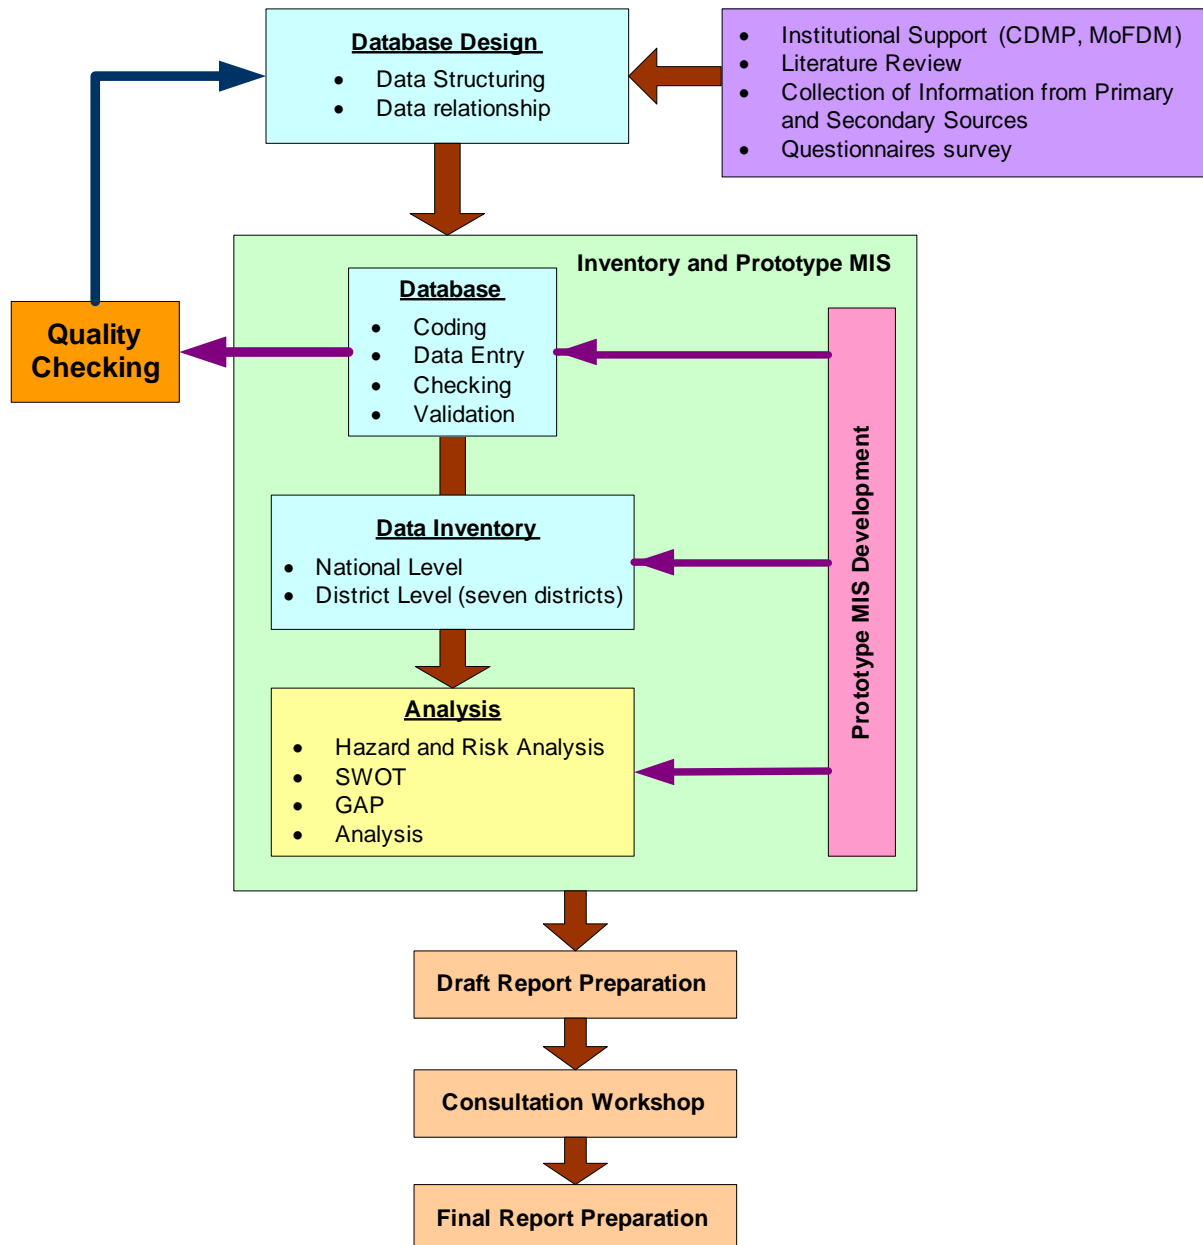 Database Design
• Data Structuring
• Data relationship
• Institutional Support (CDMP, MoFDM)
• Literature Review
• Collection of Information from Primary
and Secondary Sources
• Questionnaires survey
Inventory and Prototype MIS
Database
• Coding
• Data Entry
• Checking
• Validation
Quality
Checking
Data Inventory
• National Level
• District Level (seven districts)
Prototype MIS Development
Analysis
• Hazard and Risk Analysis
• SWOT
• GAP
• Analysis
Draft Report Preparation
Consultation Workshop
Final Report Preparation